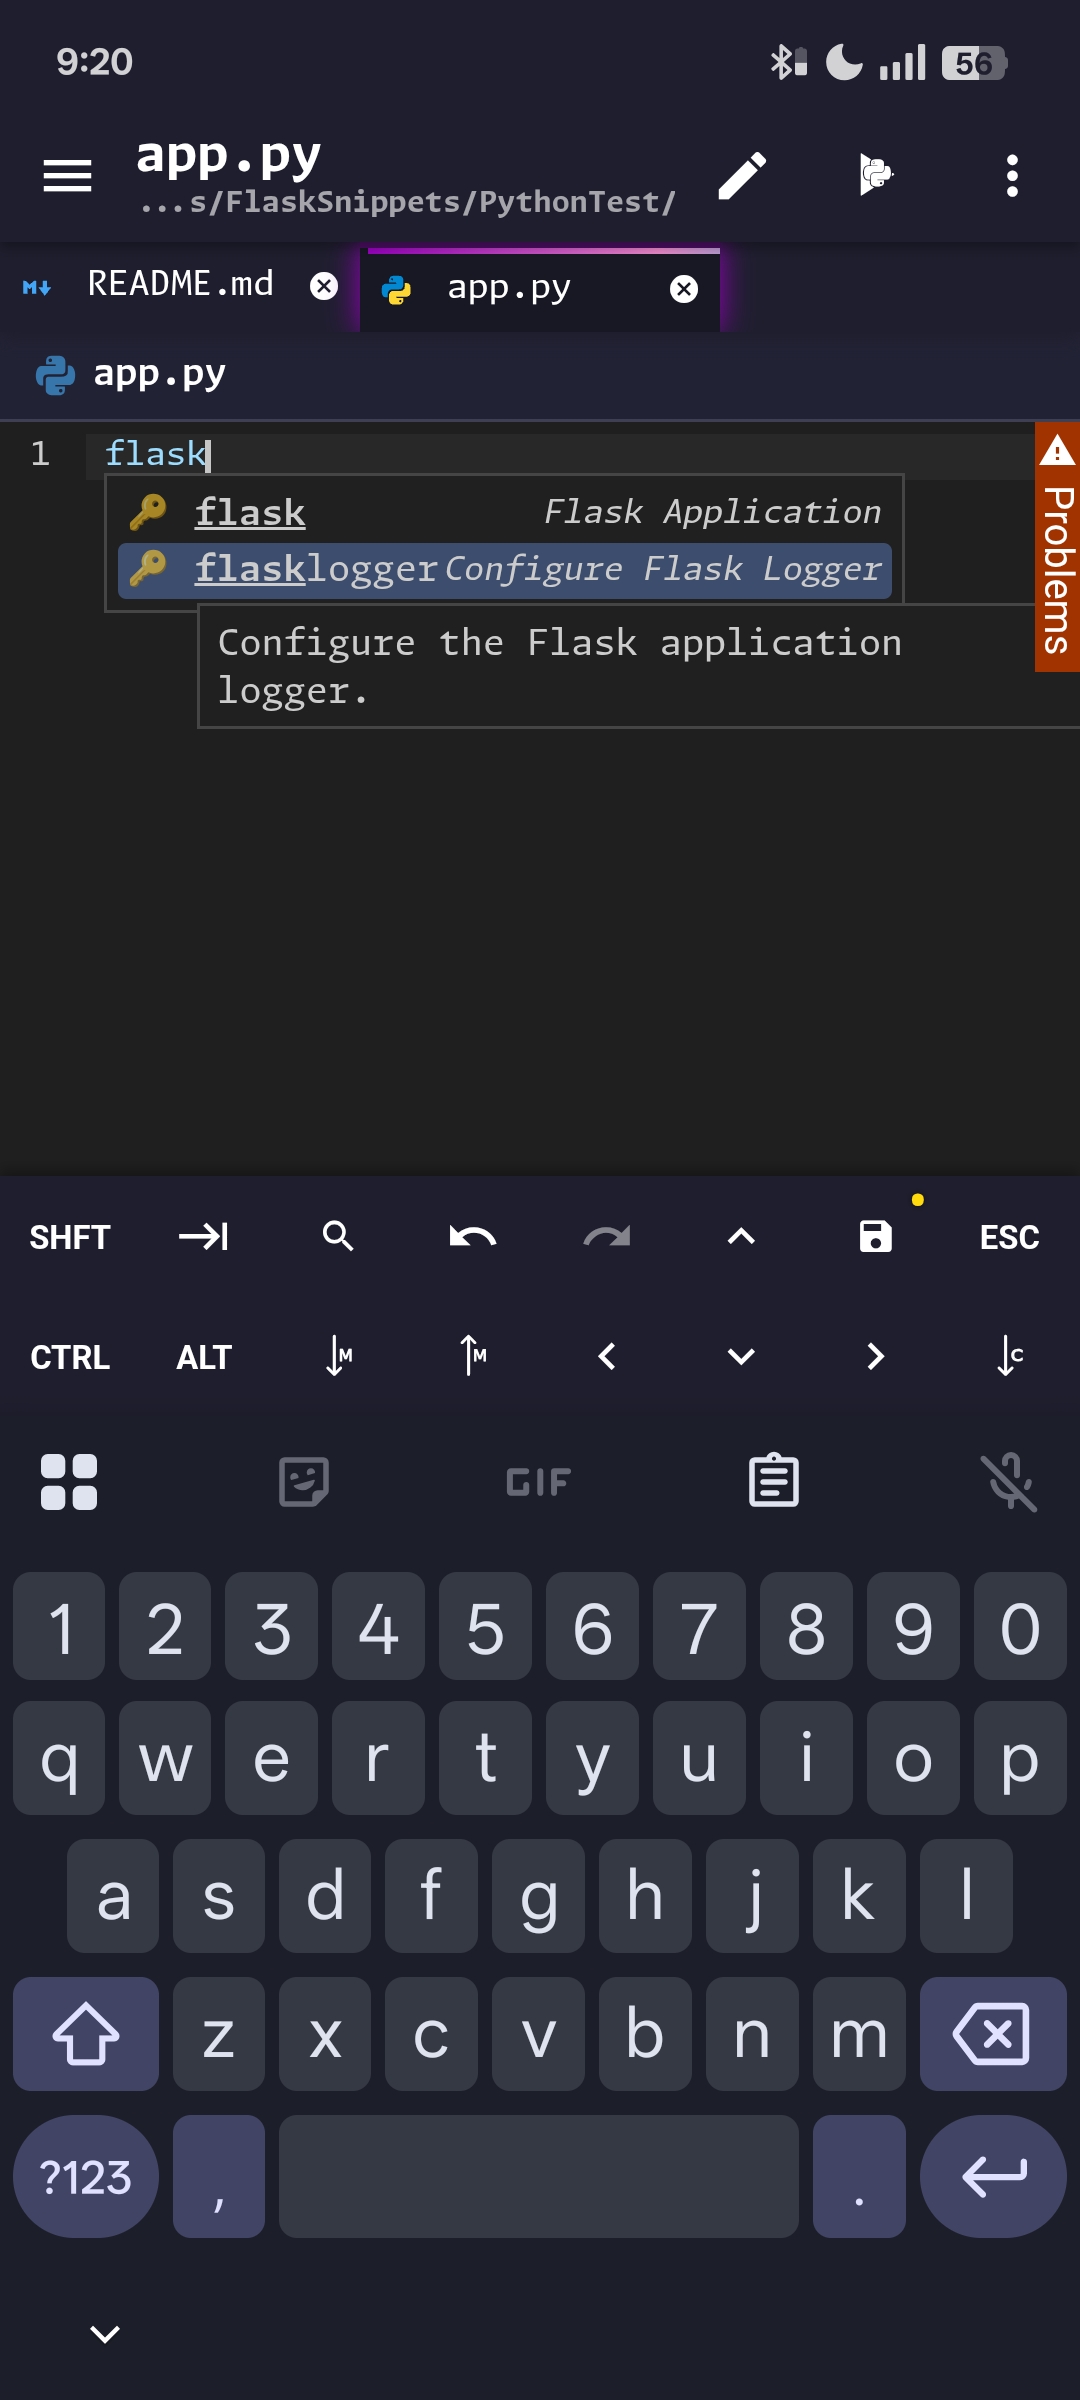 9:20
56
app.py
...s/FlaskSnippets/PythonTest/
README.md
app.py
app.py
1 flask
flask Flask Application
flasklogger Configure Flask Logger
Configure the Flask application
logger.
Problems
SHFT
ESC
CTRL ALT M M C
GIF
1 2 3 4 5 6 7 8 9 0
q w e r t y u i o p
a s d f g h j k l
z x c v b n m
?123 , .